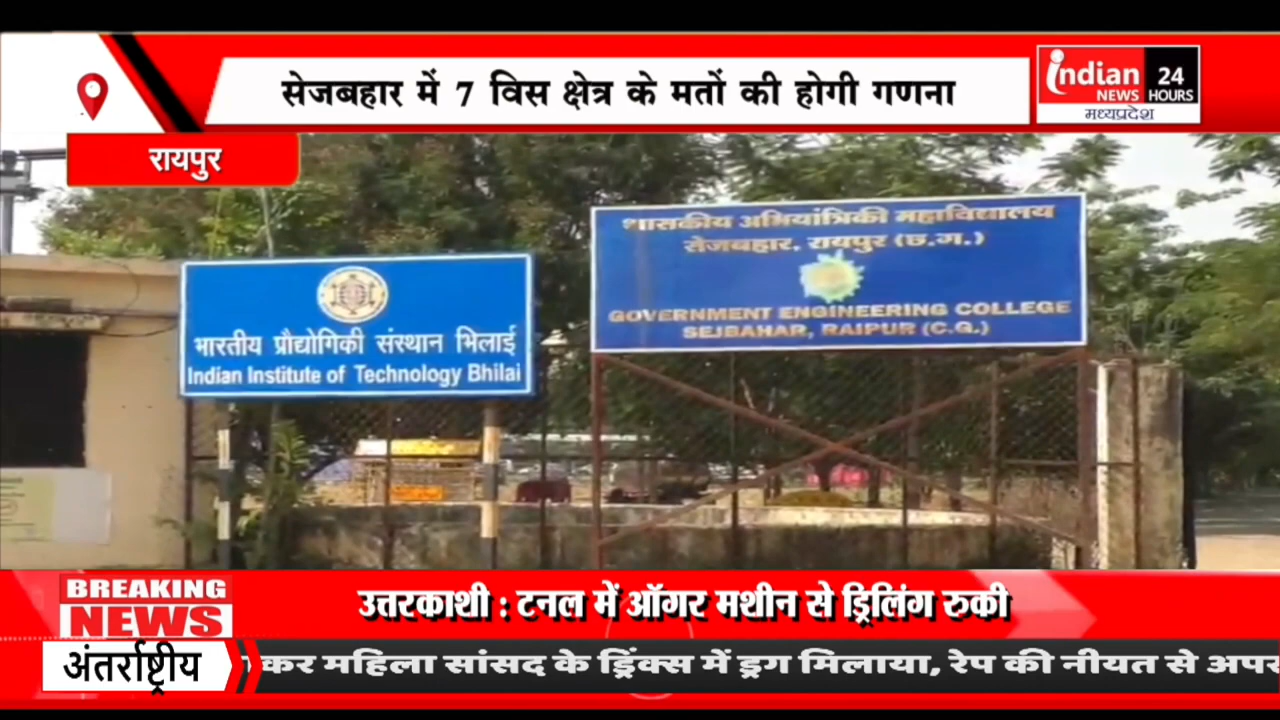 सेजबहार में 7 विस क्षेत्र के मतों की होगी गणना
indian
NEWS
24
HOURS
मध्यप्रदेश
रायपुर
भारतीय प्रौद्योगिकी संस्थान भिलाई
Indian Institute of Technology Bhilai
शासकीय अभियांत्रिकी महाविद्यालय
सेजबहार, रायपुर (छ.ग.)
GOVERNMENT ENGINEERING COLLEGE
SEJBAHAR, RAIPUR (C.G.)
BREAKING
NEWS
उत्तरकाशी : टनल में ऑगर मशीन से ड्रिलिंग रुकी
अंतर्राष्ट्रीय
कर महिला सांसद के ड्रिंक्स में ड्रग मिलाया, रेप की नीयत से